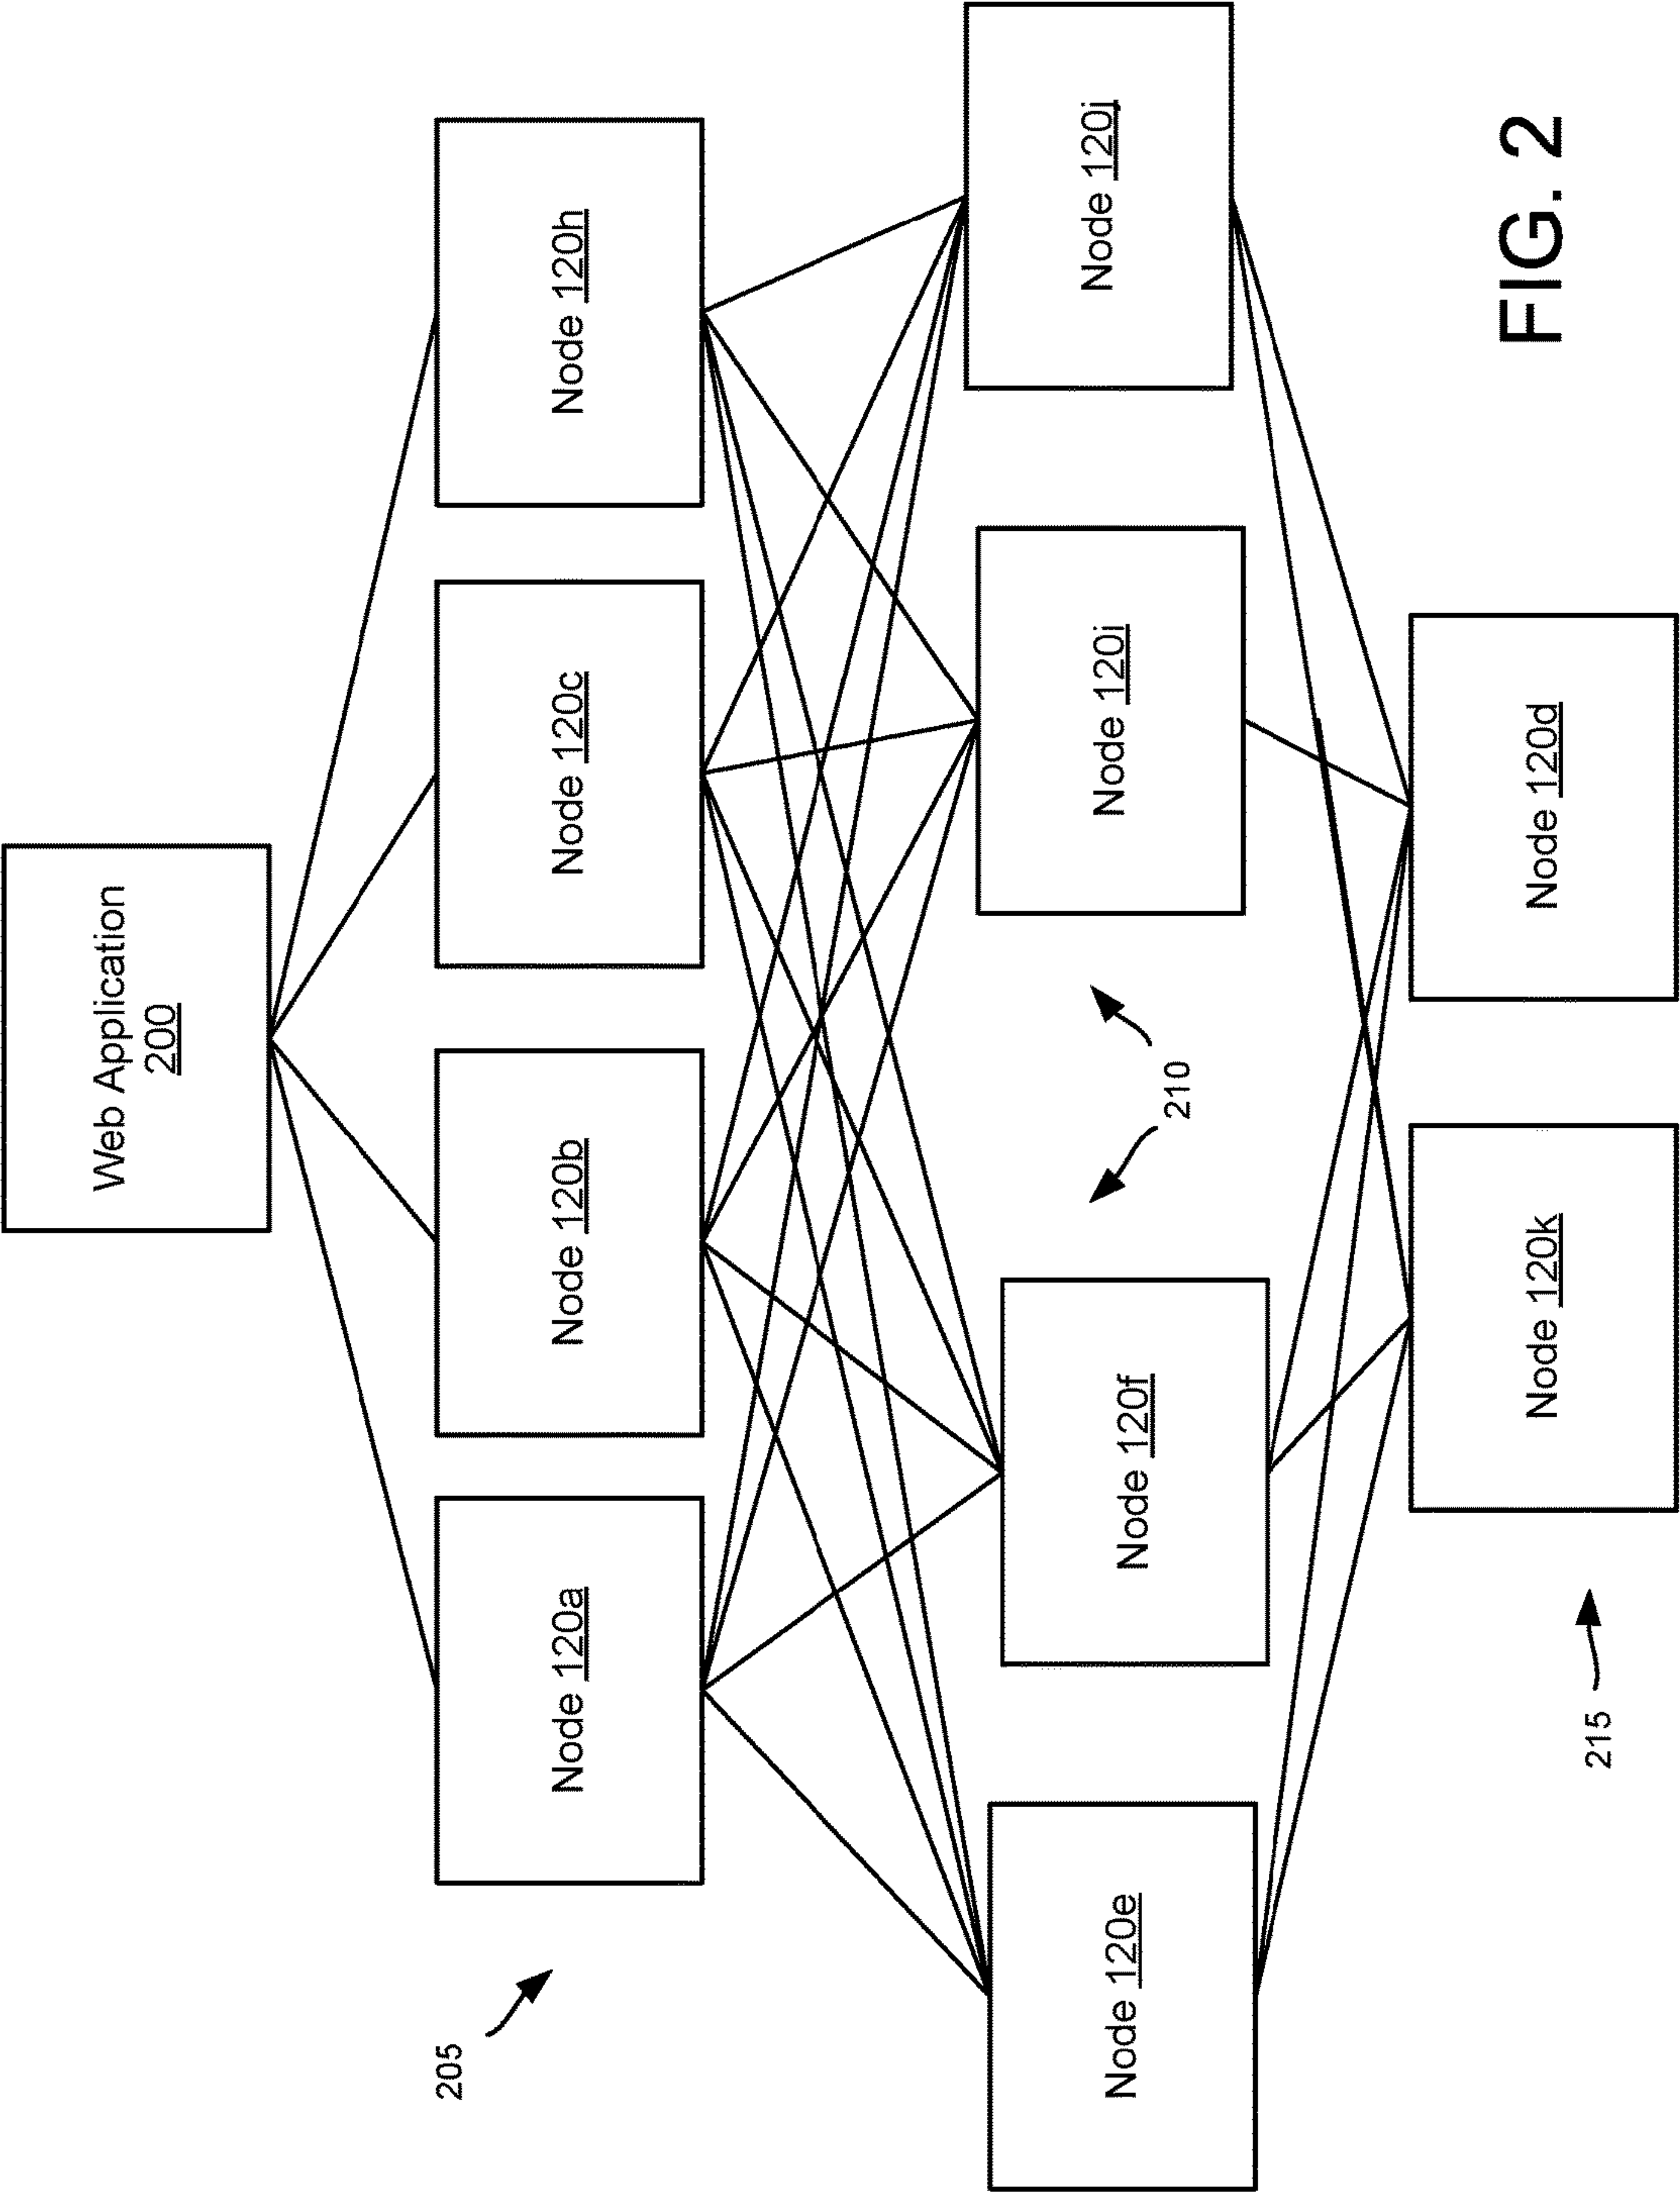 Web Application
200
Node 120a
Node 120b
Node 120c
Node 120h
205
Node 120e
Node 120f
Node 120i
Node 120j
210
Node 120k
Node 120d
215
FIG. 2